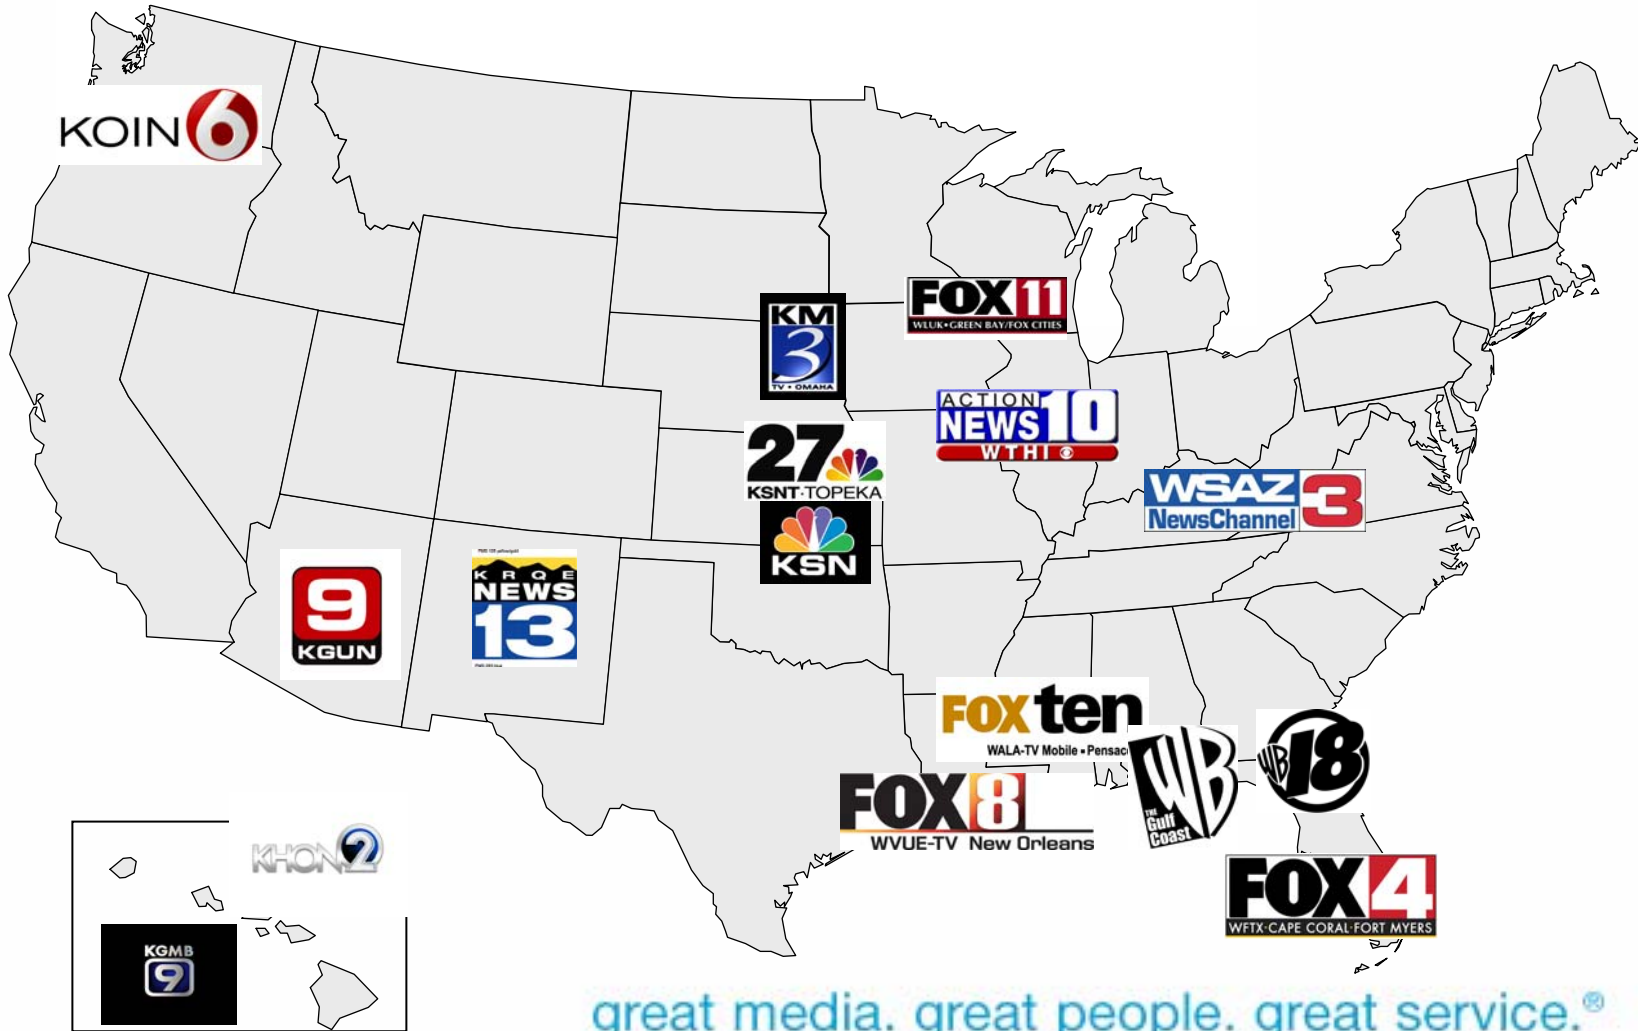 KOIN 6
FOX 11
WLUK•GREEN BAY/FOX CITIES
KM
3
TV • OMAHA
ACTION
NEWS 10
WTHI
27
KSNT·TOPEKA
WSAZ 3
NewsChannel
KSN
9
KGUN
KRQE
NEWS
13
FOX ten
WALA-TV Mobile • Pensac
WB
THE
Gulf
Coast
WB 18
FOX 8
WVUE-TV New Orleans
KHON 2
FOX 4
WFTX·CAPE CORAL·FORT MYERS
KGMB
9
great media. great people. great service.®